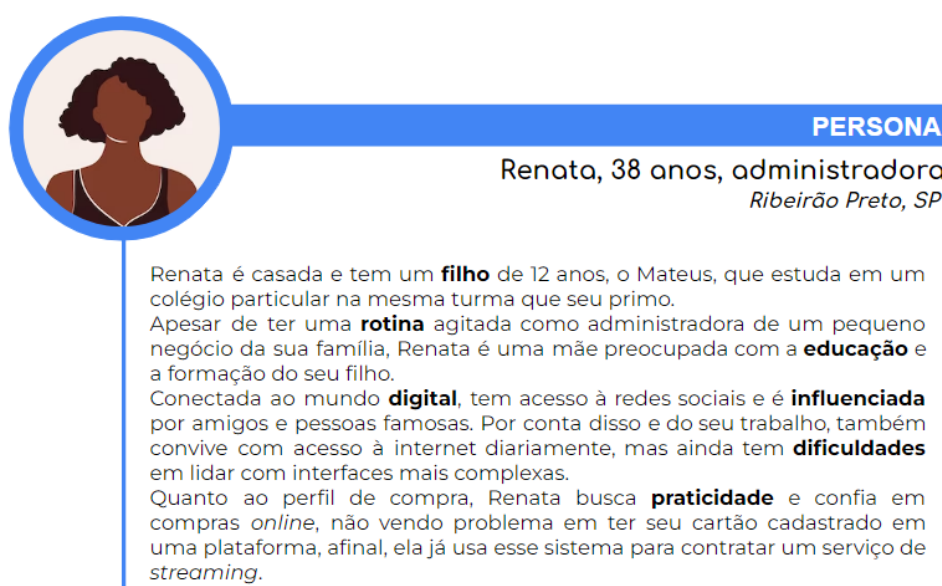 PERSONA
Renata, 38 anos, administradora
Ribeirão Preto, SP
Renata é casada e tem um filho de 12 anos, o Mateus, que estuda em um
colégio particular na mesma turma que seu primo.
Apesar de ter uma rotina agitada como administradora de um pequeno
negócio da sua família, Renata é uma mãe preocupada com a educação e
a formação do seu filho.
Conectada ao mundo digital, tem acesso à redes sociais e é influenciada
por amigos e pessoas famosas. Por conta disso e do seu trabalho, também
convive com acesso à internet diariamente, mas ainda tem dificuldades
em lidar com interfaces mais complexas.
Quanto ao perfil de compra, Renata busca praticidade e confia em
compras online, não vendo problema em ter seu cartão cadastrado em
uma plataforma, afinal, ela já usa esse sistema para contratar um serviço de
streaming.